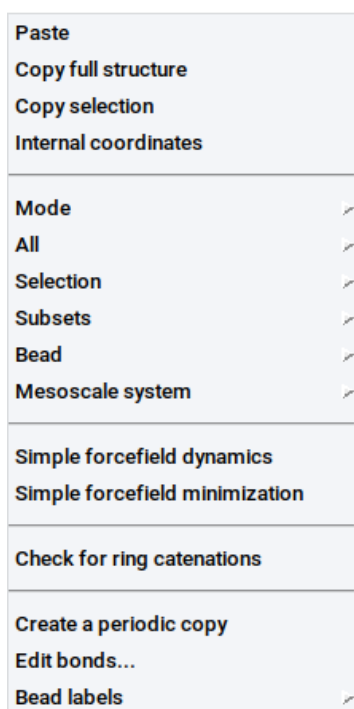 Paste
Copy full structure
Copy selection
Internal coordinates
Mode
All
Selection
Subsets
Bead
Mesoscale system
Simple forcefield dynamics
Simple forcefield minimization
Check for ring catenations
Create a periodic copy
Edit bonds...
Bead labels